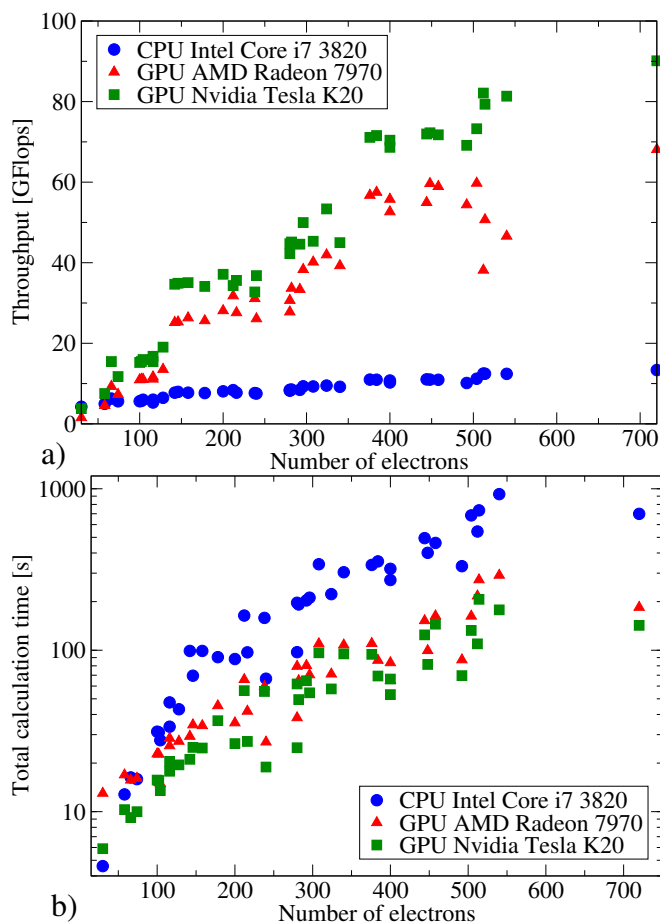 100
80
60
40
20
0
Throughput [GFlops]
CPU Intel Core i7 3820
GPU AMD Radeon 7970
GPU Nvidia Tesla K20
100 200 300 400 500 600 700
Number of electrons
a)
1000
100
10
Total calculation time [s]
CPU Intel Core i7 3820
GPU AMD Radeon 7970
GPU Nvidia Tesla K20
100 200 300 400 500 600 700
Number of electrons
b)